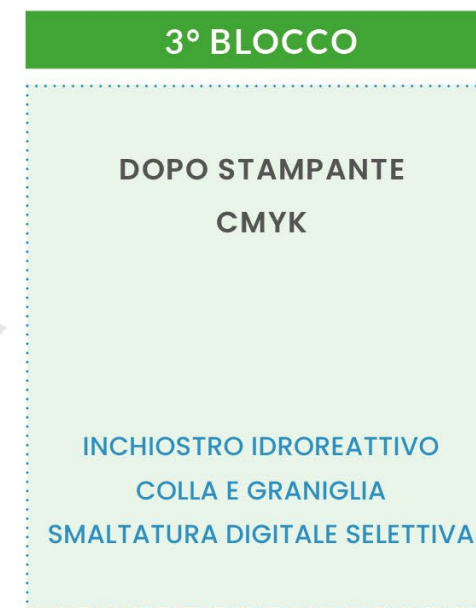 3° BLOCCO
DOPO STAMPANTE
CMYK
INCHIOSTRO IDROREATTIVO
COLLA E GRANIGLIA
SMALTATURA DIGITALE SELETTIVA